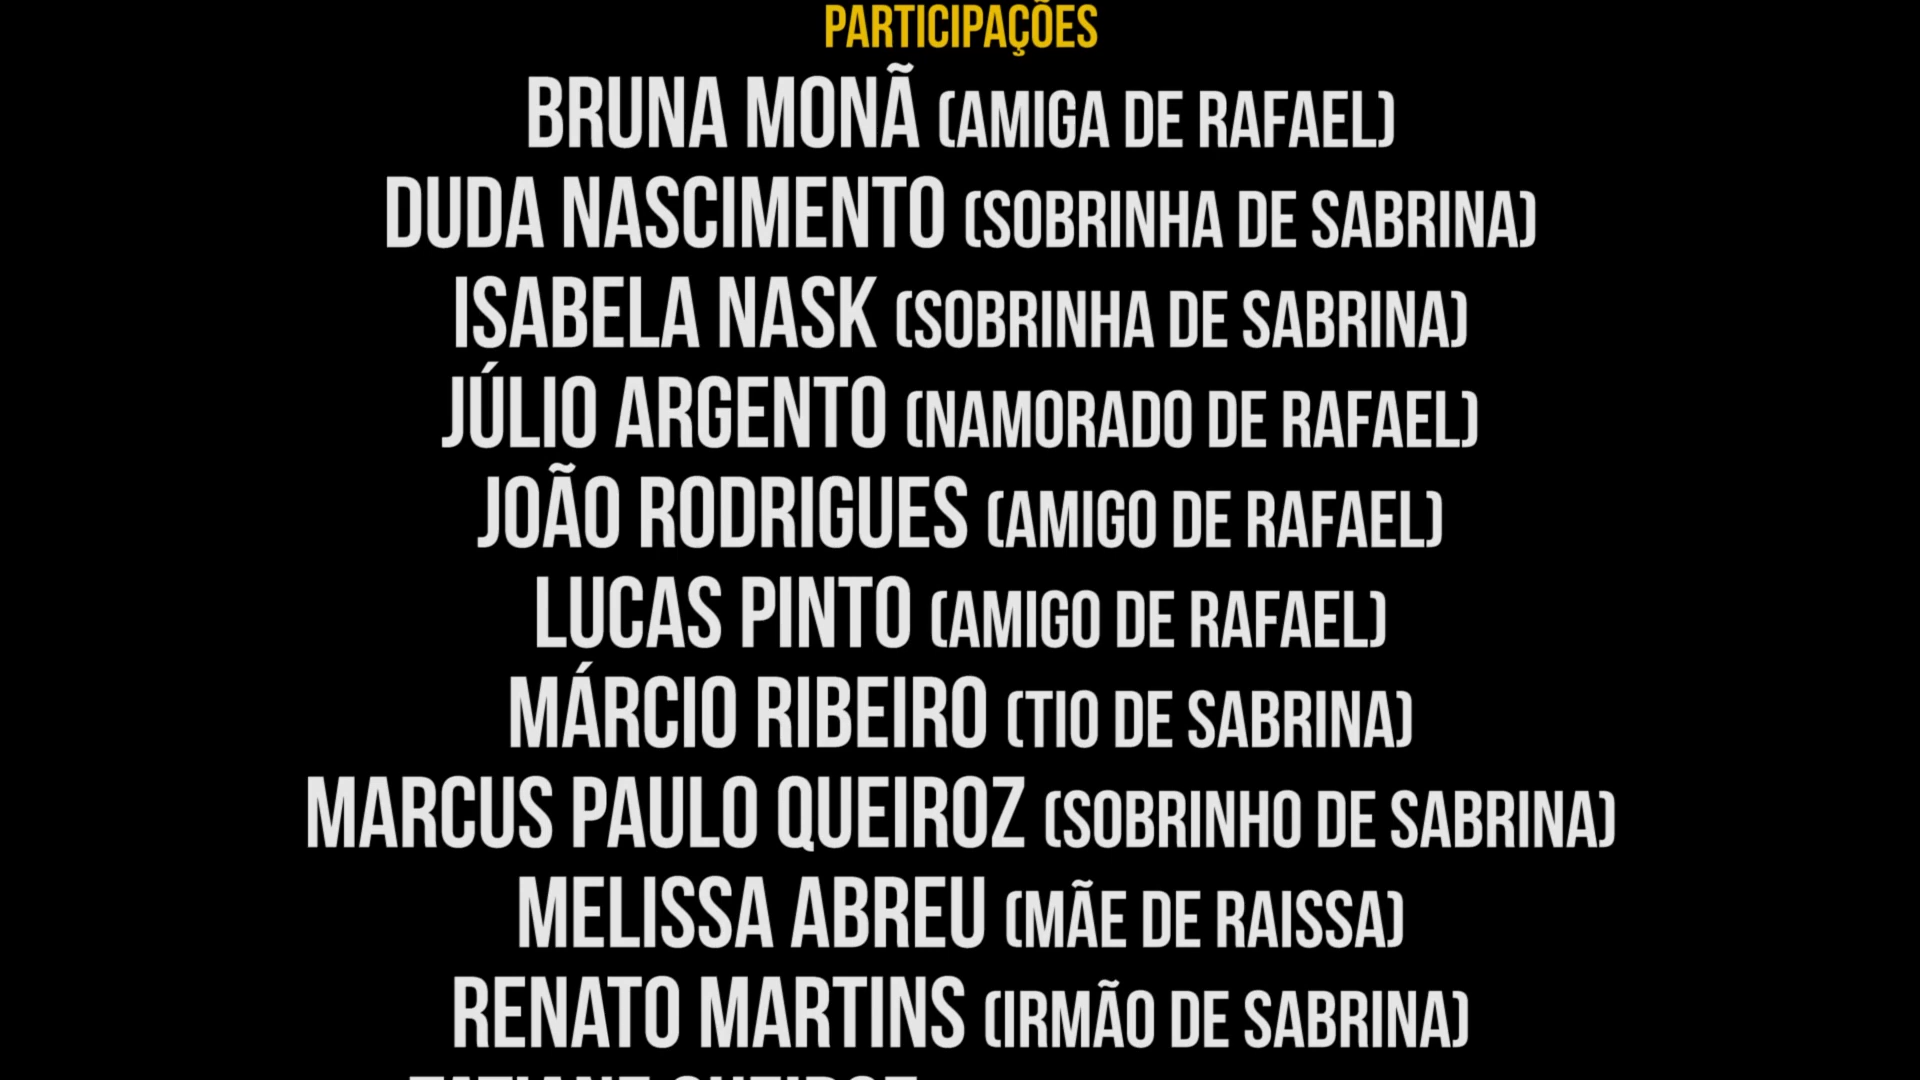 PARTICIPAÇÕES
BRUNA MONÃ (AMIGA DE RAFAEL)
DUDA NASCIMENTO (SOBRINHA DE SABRINA)
ISABELA NASK (SOBRINHA DE SABRINA)
JÚLIO ARGENTO (NAMORADO DE RAFAEL)
JOÃO RODRIGUES (AMIGO DE RAFAEL)
LUCAS PINTO (AMIGO DE RAFAEL)
MÁRCIO RIBEIRO (TIO DE SABRINA)
MARCUS PAULO QUEIROZ (SOBRINHO DE SABRINA)
MELISSA ABREU (MÃE DE RAISSA)
RENATO MARTINS (IRMÃO DE SABRINA)